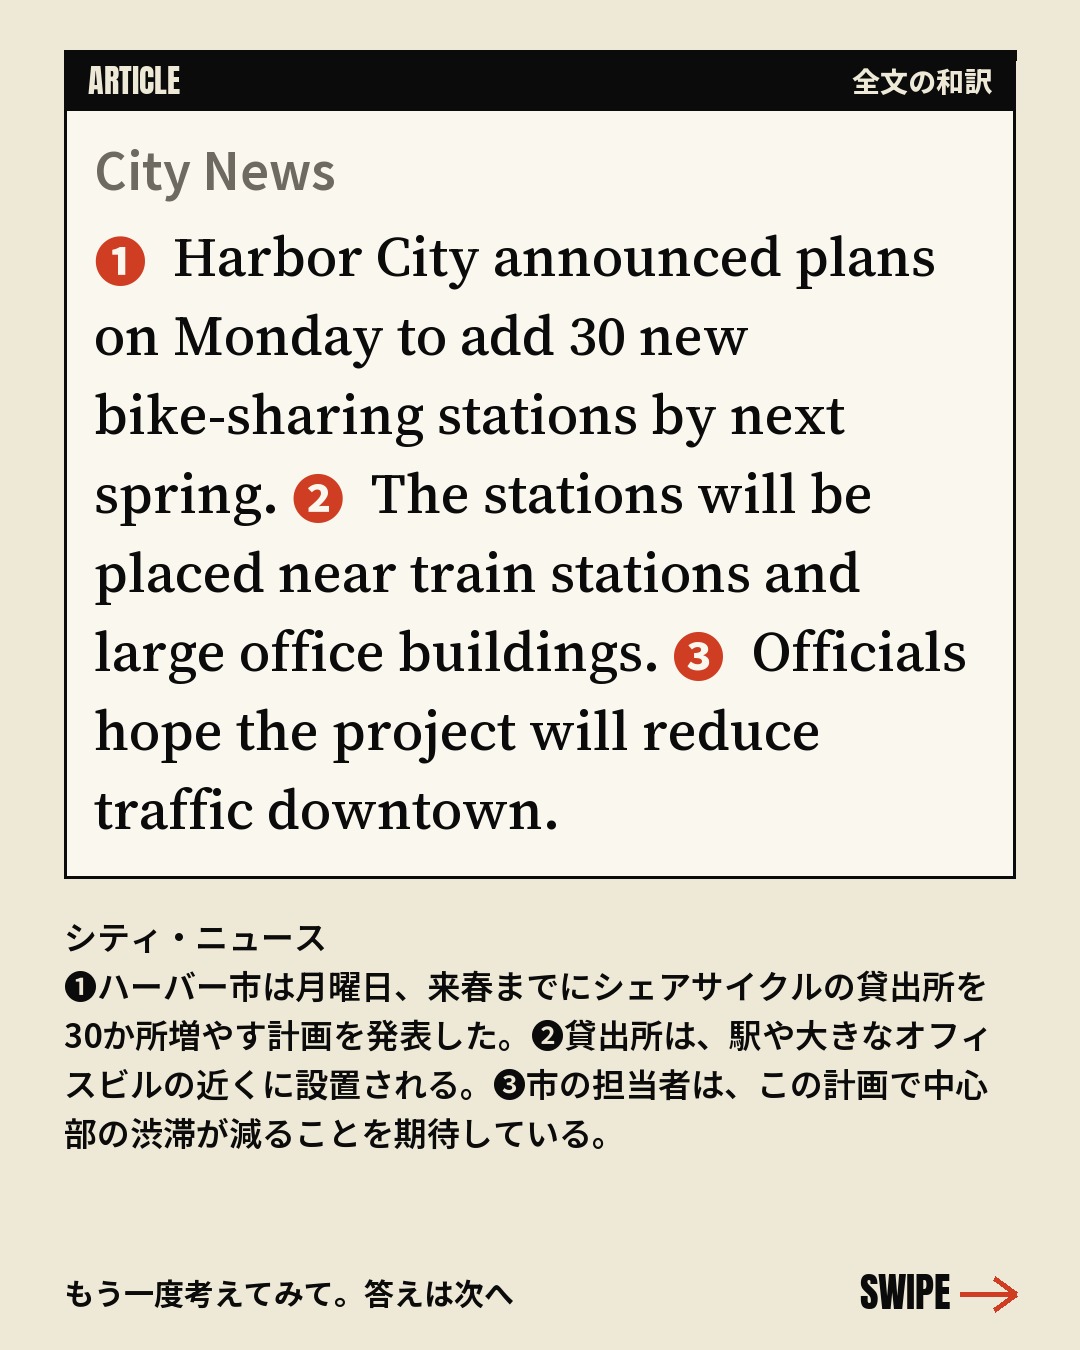 ARTICLE
全文の和訳
City News
❶ Harbor City announced plans
on Monday to add 30 new
bike-sharing stations by next
spring. ❷ The stations will be
placed near train stations and
large office buildings. ❸ Officials
hope the project will reduce
traffic downtown.
シティ・ニュース
❶ハーバー市は月曜日、来春までにシェアサイクルの貸出所を
30か所増やす計画を発表した。❷貸出所は、駅や大きなオフィ
スビルの近くに設置される。❸市の担当者は、この計画で中心
部の渋滞が減ることを期待している。
もう一度考えてみて。答えは次へ
SWIPE